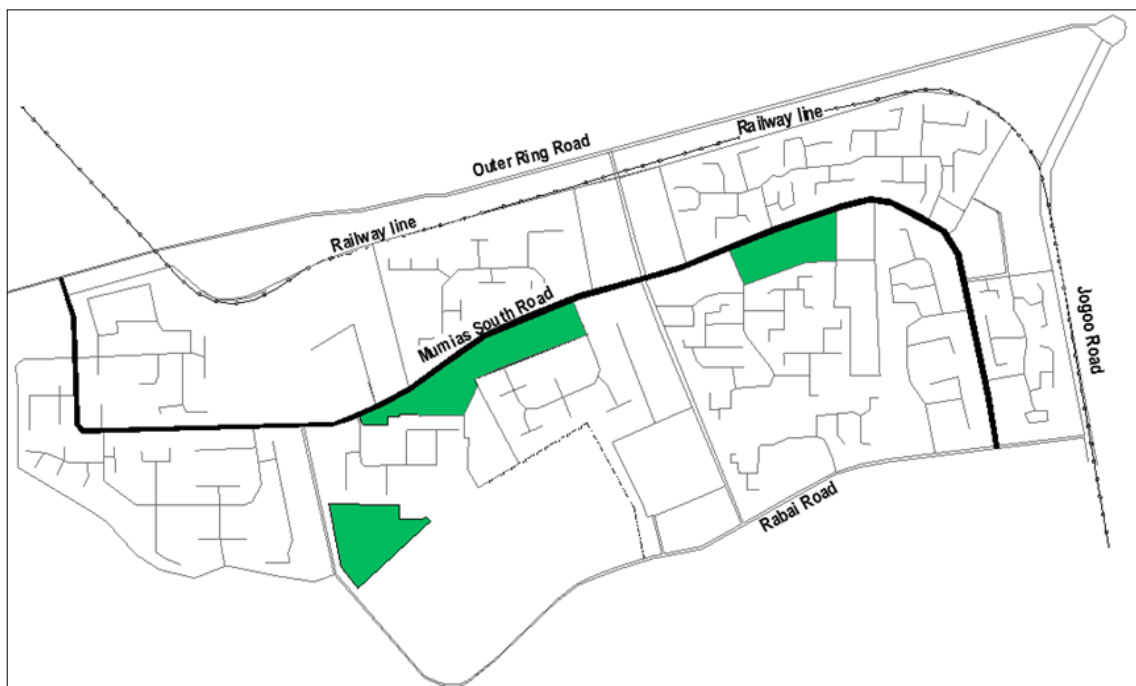 Railway line
Outer Ring Road
Railway line
Mumias South Road
Jogoo Road
Rabai Road